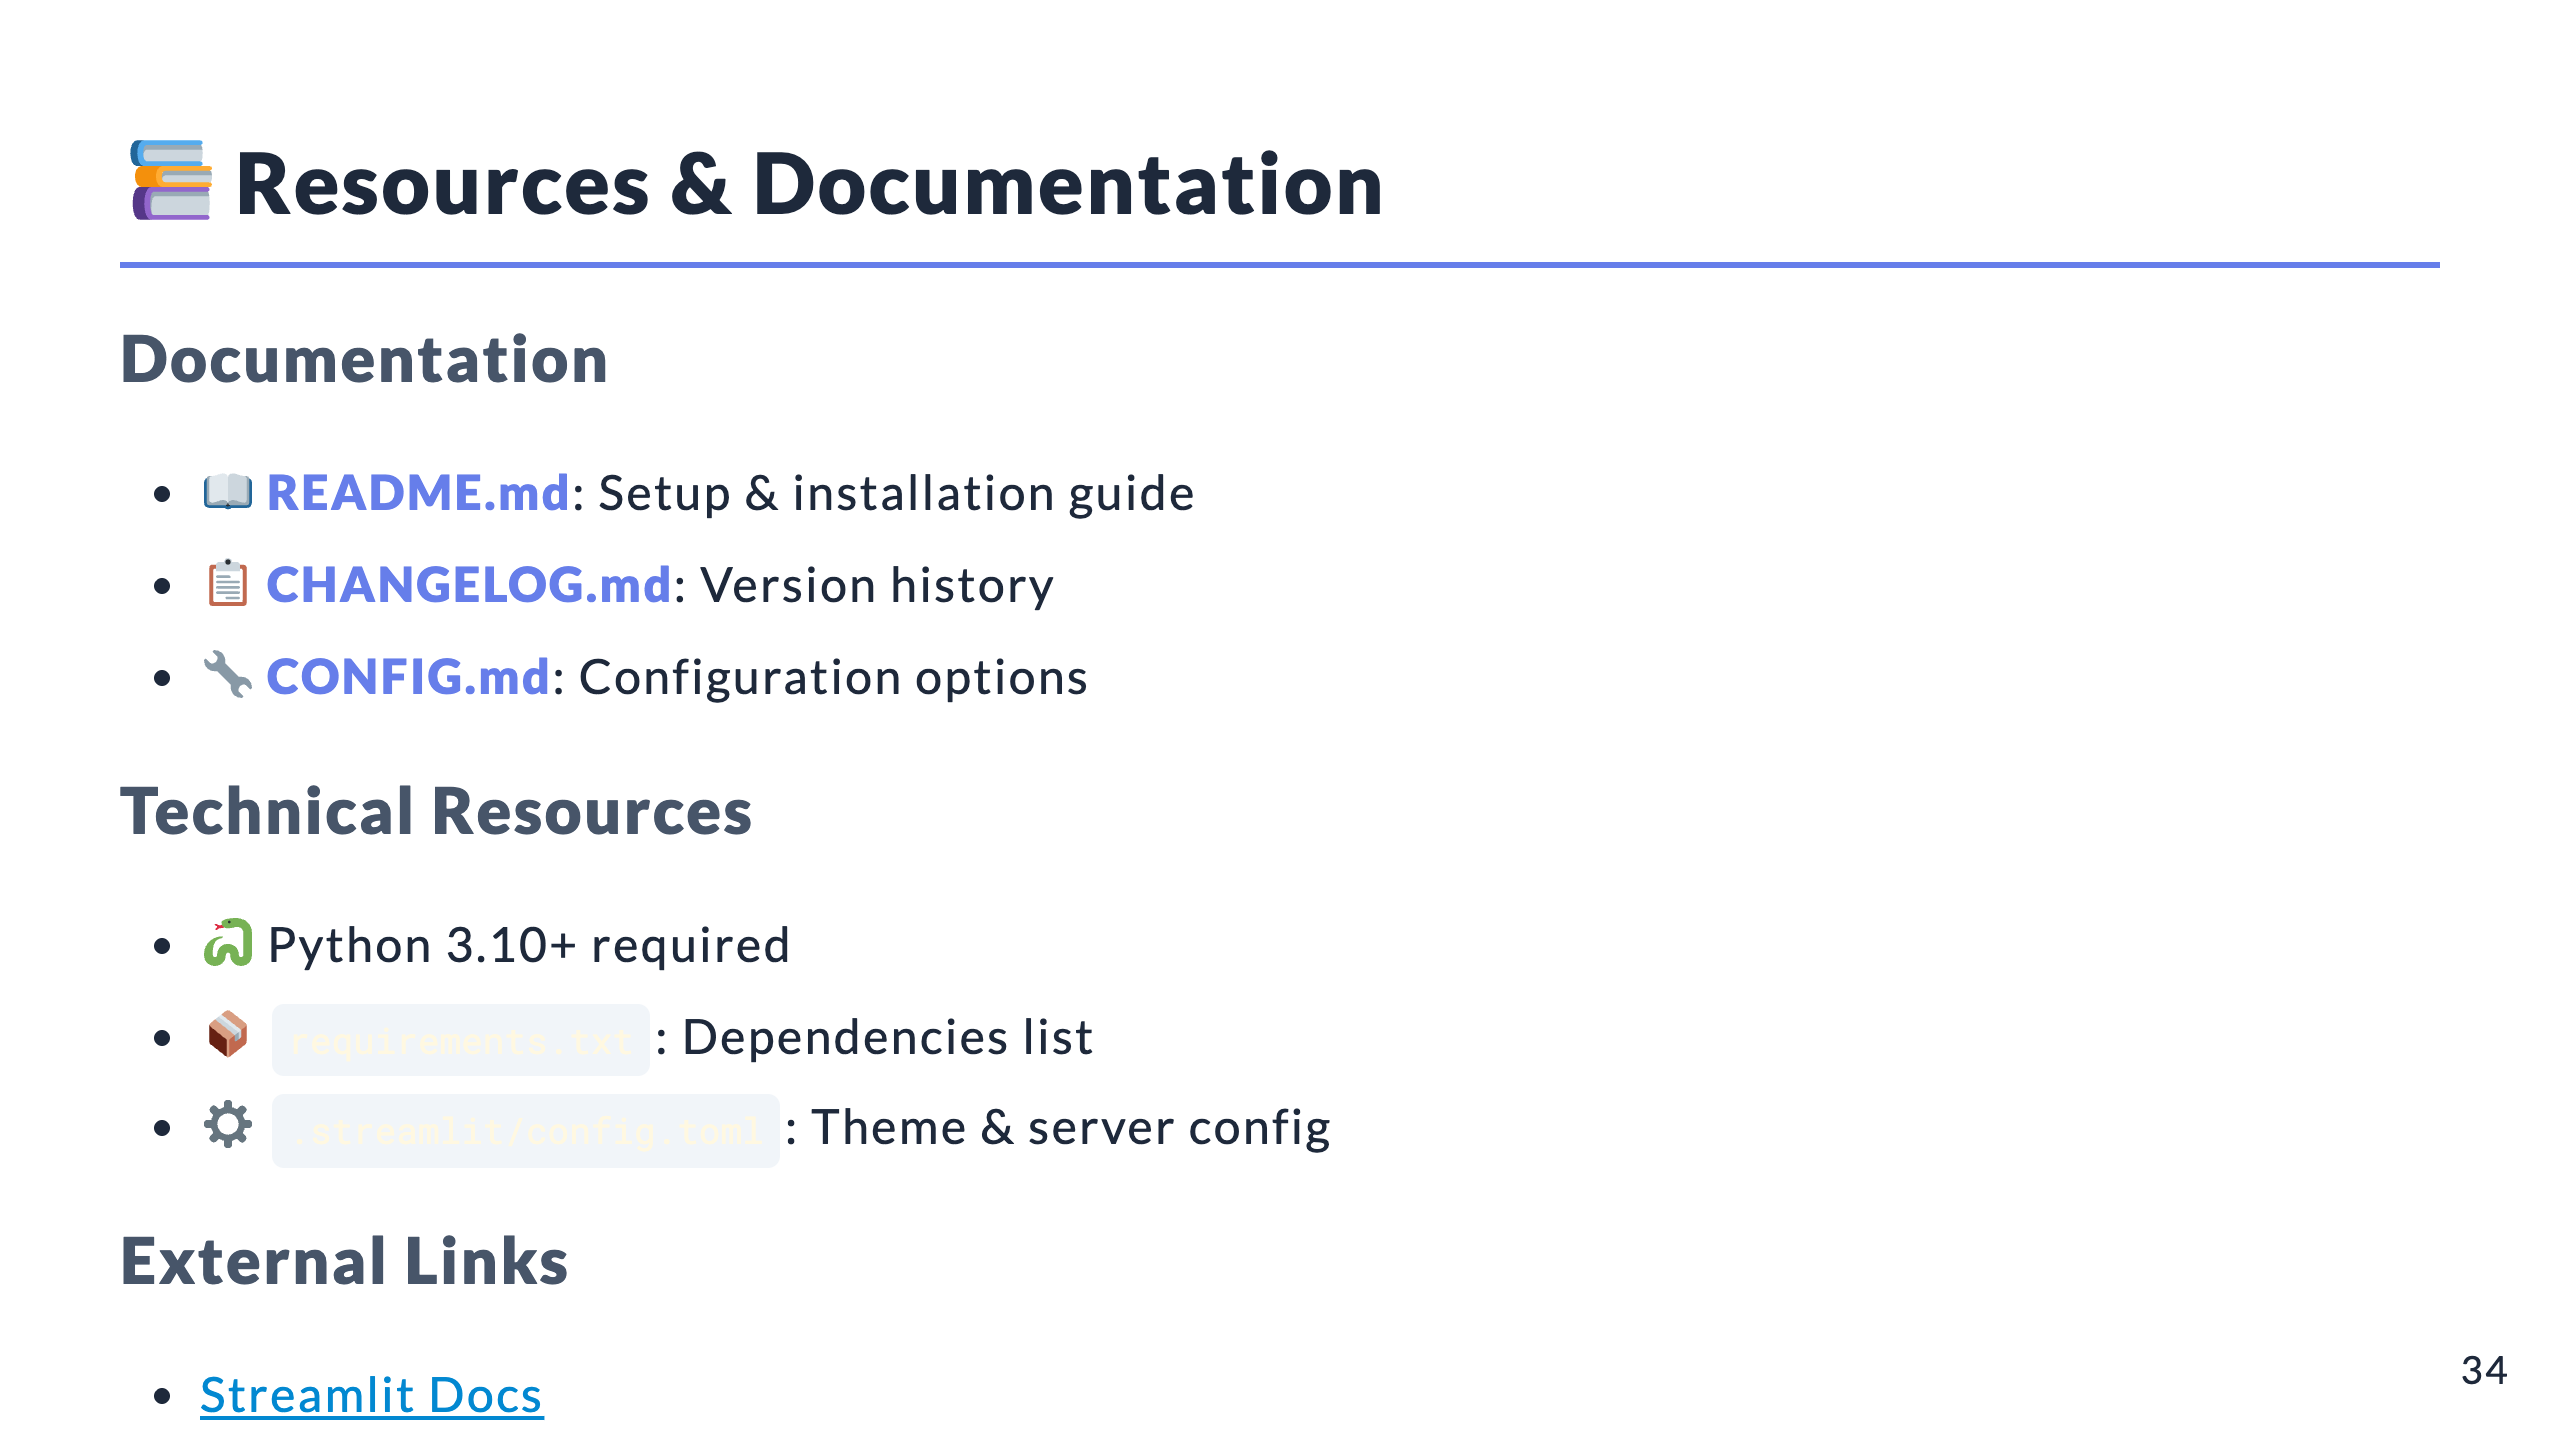 📚 Resources & Documentation
Documentation
• 📖 README.md: Setup & installation guide
• 📋 CHANGELOG.md: Version history
• 🔧 CONFIG.md: Configuration options
Technical Resources
• 🐍 Python 3.10+ required
• 📦 requirements.txt : Dependencies list
• ⚙️ .streamlit/config.toml : Theme & server config
External Links
• Streamlit Docs
34